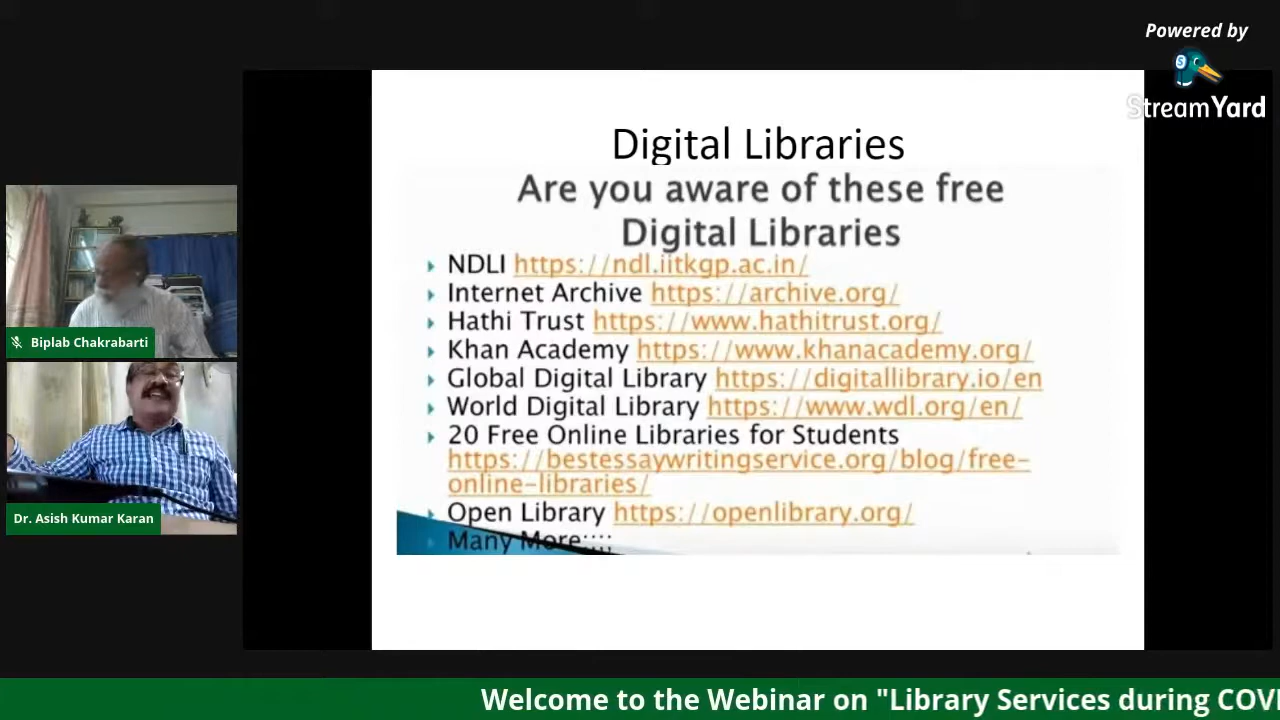 Powered by
StreamYard
Digital Libraries
Are you aware of these free
Digital Libraries
NDLI https://ndl.iitkgp.ac.in/
Internet Archive https://archive.org/
Hathi Trust https://www.hathitrust.org/
Khan Academy https://www.khanacademy.org/
Global Digital Library https://digitallibrary.io/en
World Digital Library https://www.wdl.org/en/
20 Free Online Libraries for Students
https://bestessaywritingservice.org/blog/free-
online-libraries/
Open Library https://openlibrary.org/
Many More;;;;
Biplab Chakrabarti
Dr. Asish Kumar Karan
Welcome to the Webinar on "Library Services during COV